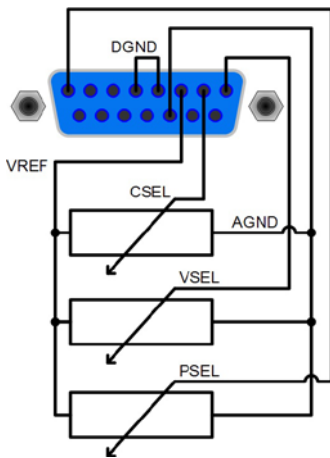 DGND
VREF
CSEL
AGND
VSEL
PSEL